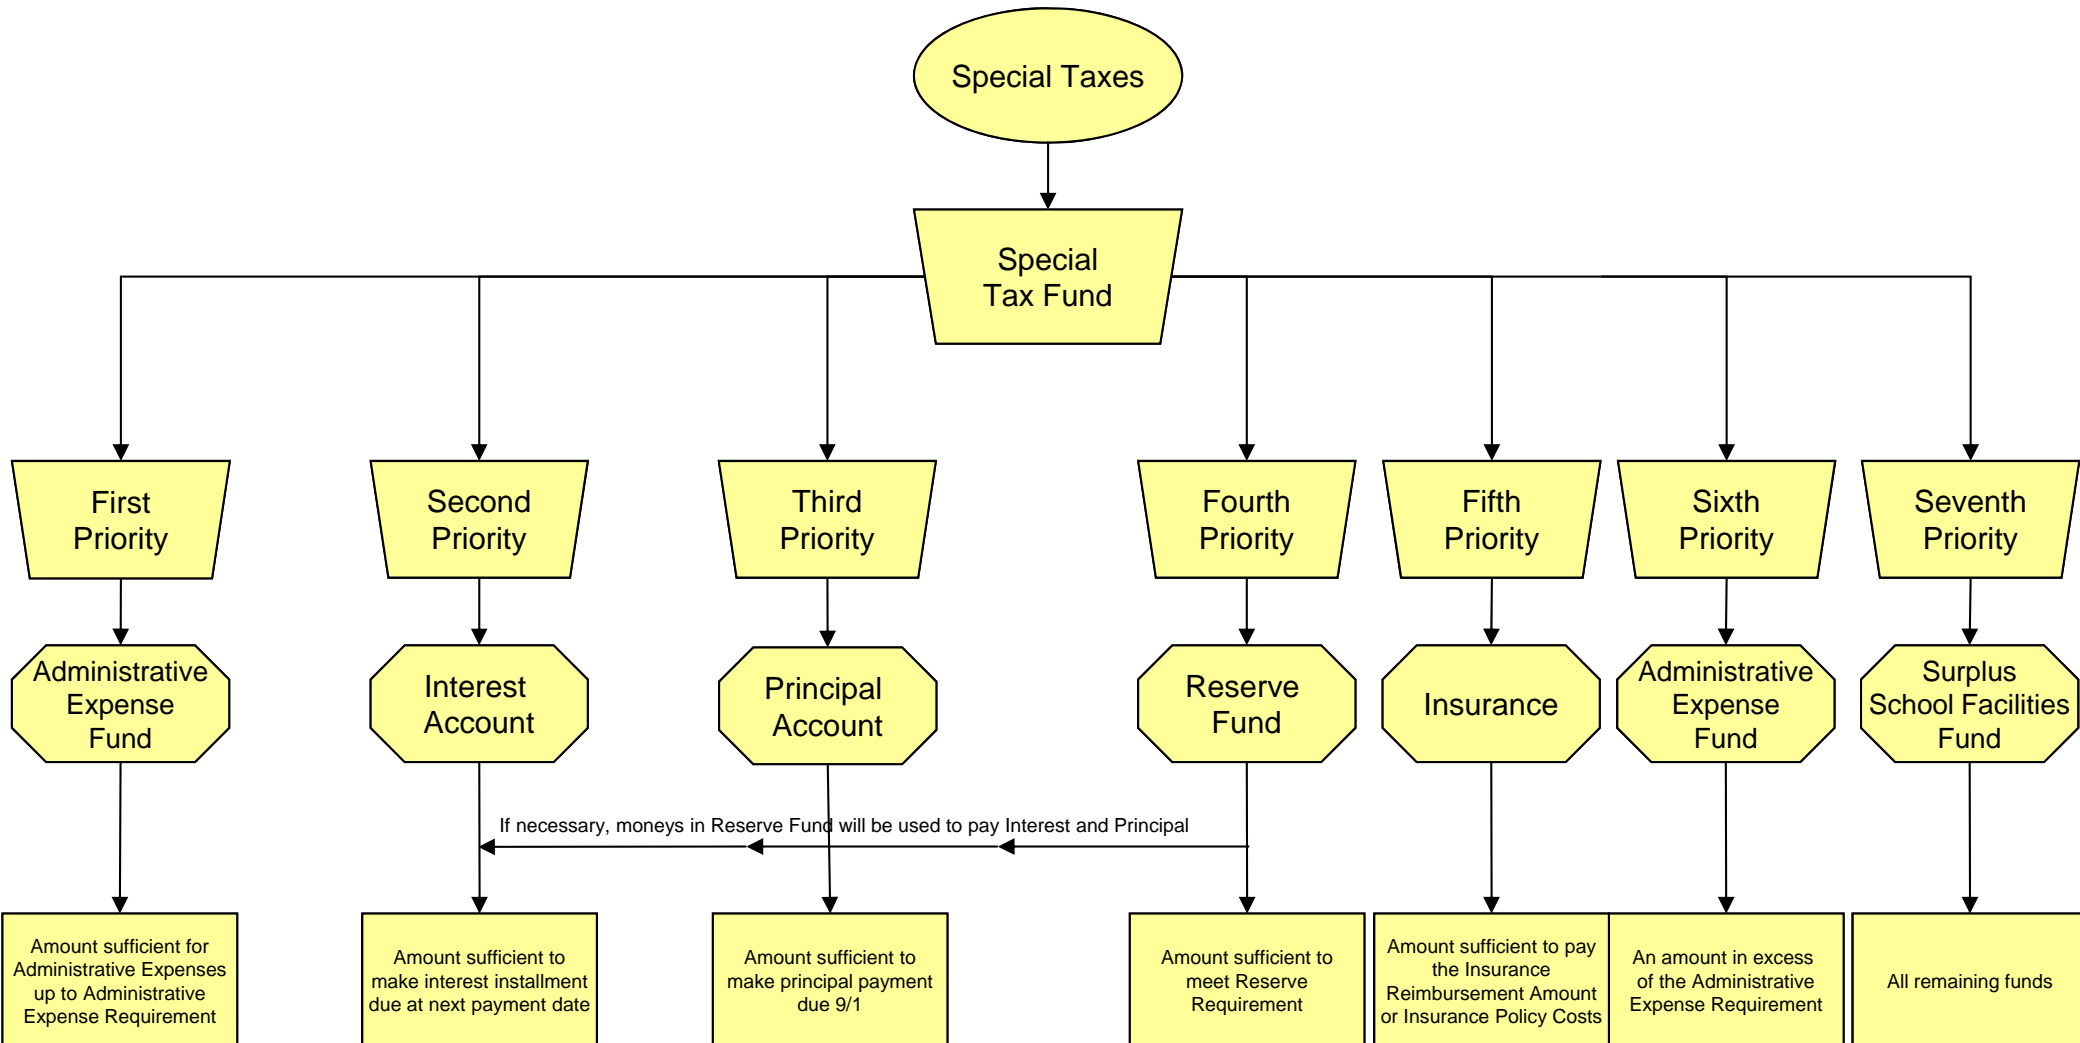 Special Taxes
Special
Tax Fund
First
Priority
Second
Priority
Third
Priority
Fourth
Priority
Fifth
Priority
Sixth
Priority
Seventh
Priority
Administrative
Expense
Fund
Interest
Account
Principal
Account
Reserve
Fund
Insurance
Administrative
Expense
Fund
Surplus
School Facilities
Fund
If necessary, moneys in Reserve Fund will be used to pay Interest and Principal
Amount sufficient for
Administrative Expenses
up to Administrative
Expense Requirement
Amount sufficient to
make interest installment
due at next payment date
Amount sufficient to
make principal payment
due 9/1
Amount sufficient to
meet Reserve
Requirement
Amount sufficient to pay
the Insurance
Reimbursement Amount
or Insurance Policy Costs
An amount in excess
of the Administrative
Expense Requirement
All remaining funds